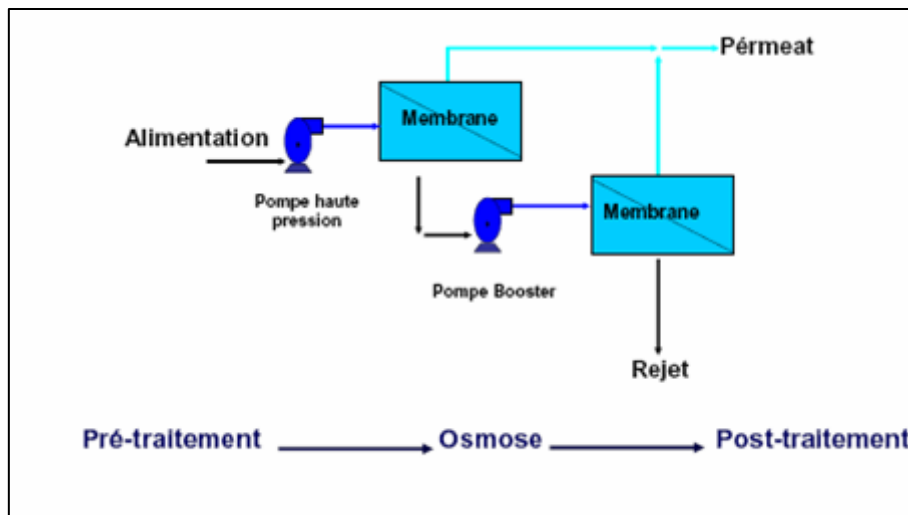 Pérmeat
Membrane
Alimentation
Pompe haute
pression
Membrane
Pompe Booster
Rejet
Pré-traitement
Osmose
Post-traitement